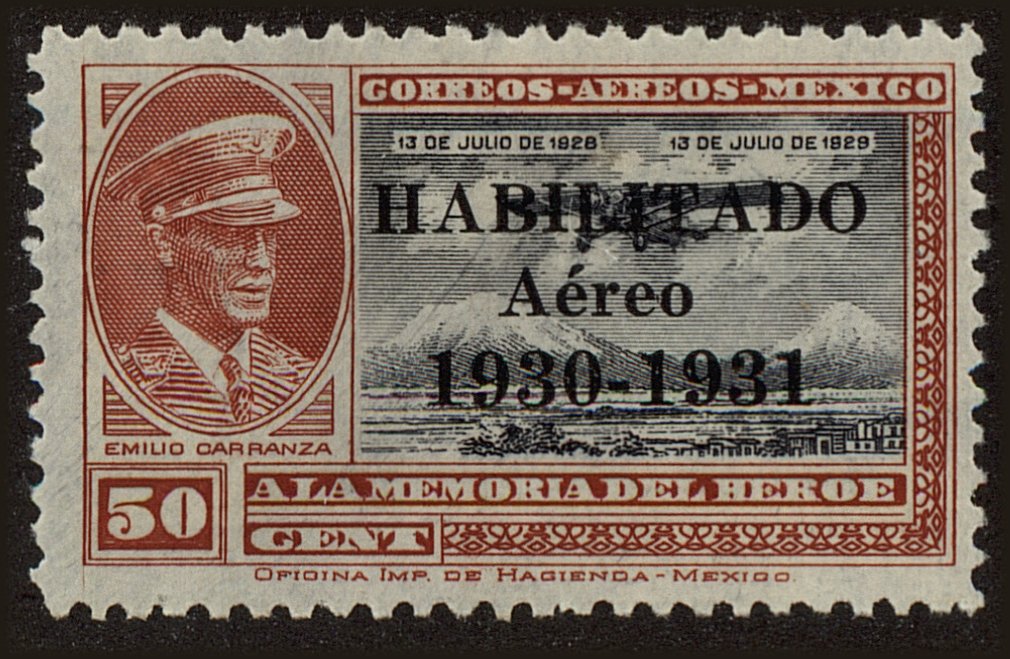 CORREOS-AEREOS-MEXICO
13 DE JULIO DE 1928 13 DE JULIO DE 1929
HABILITADO
Aéreo
1930-1931
EMILIO CARRANZA
50
A LA MEMORIA DEL HEROE
CENT
OFICINA IMP. DE HACIENDA-MEXICO.